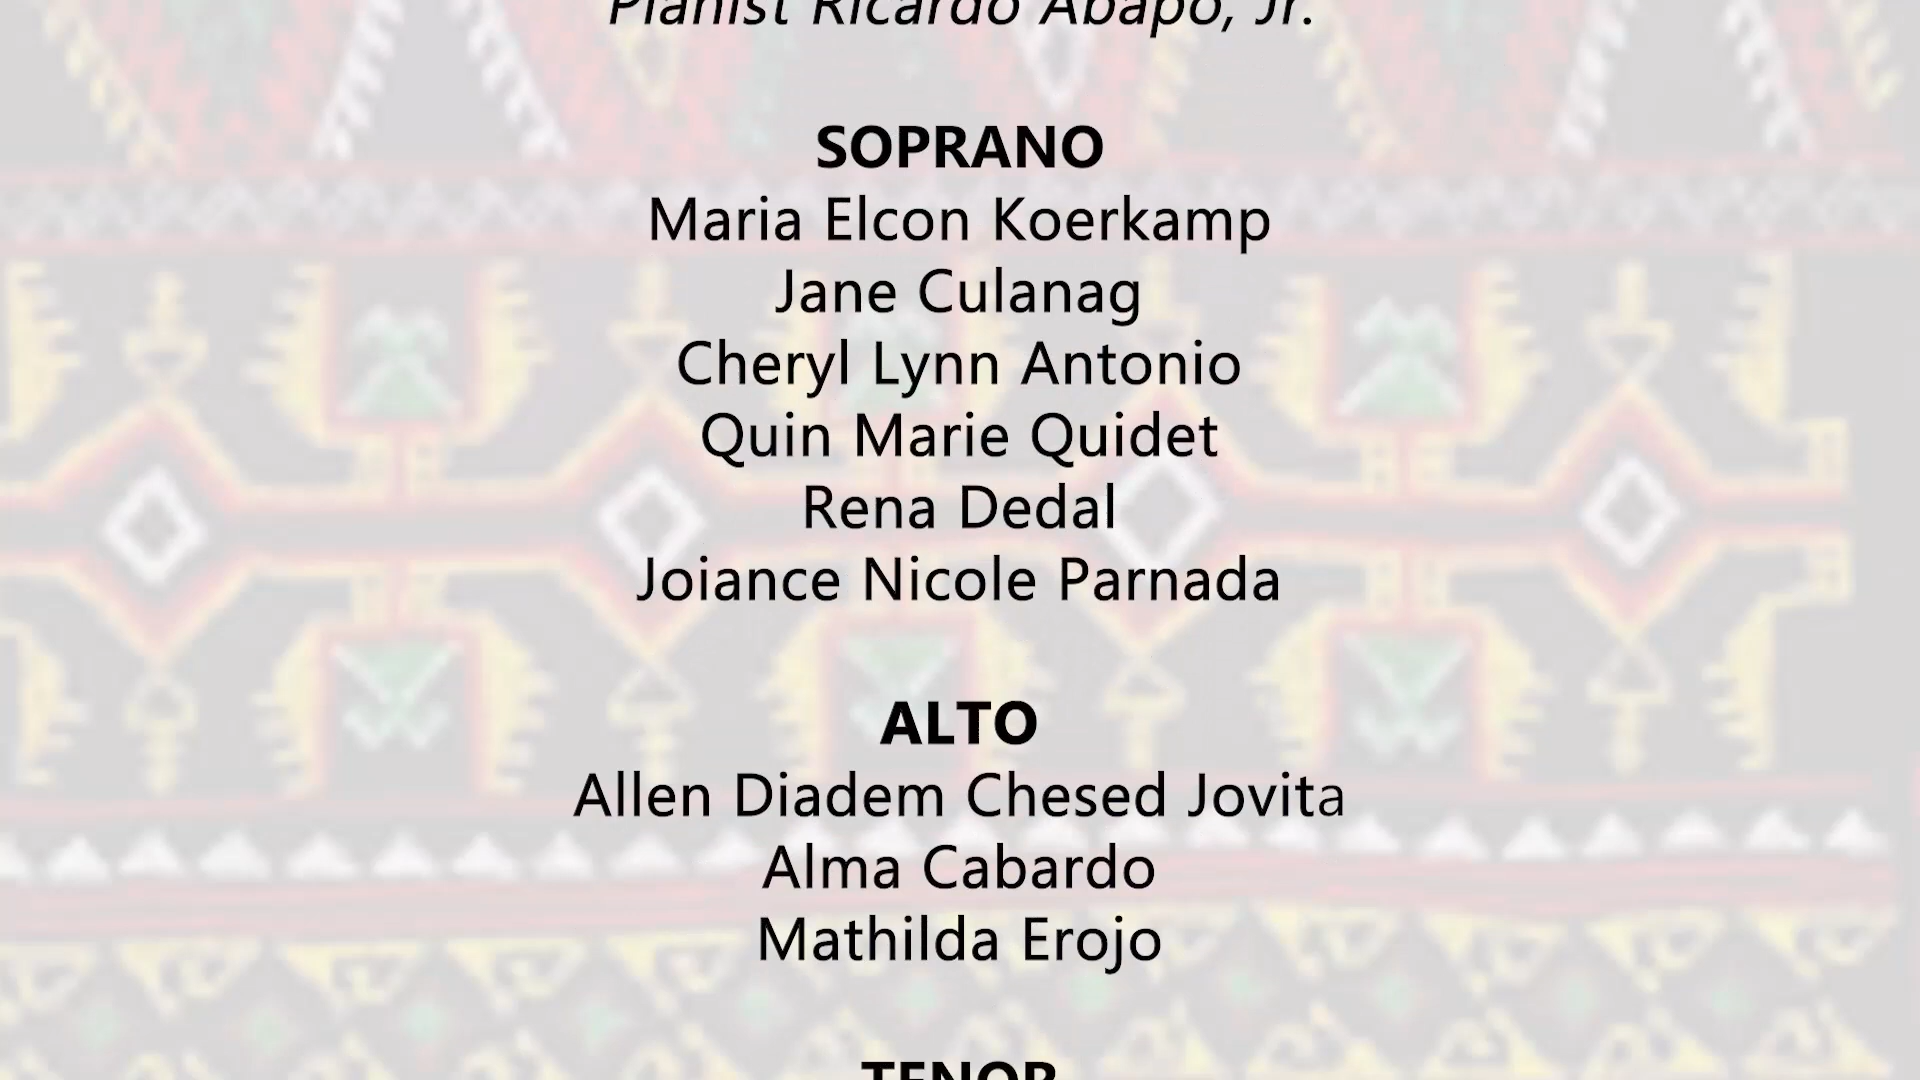 Pianist Ricardo Abapo, Jr.
SOPRANO
Maria Elcon Koerkamp
Jane Culanag
Cheryl Lynn Antonio
Quin Marie Quidet
Rena Dedal
Joiance Nicole Parnada
ALTO
Allen Diadem Chesed Jovita
Alma Cabardo
Mathilda Erojo
TENOR